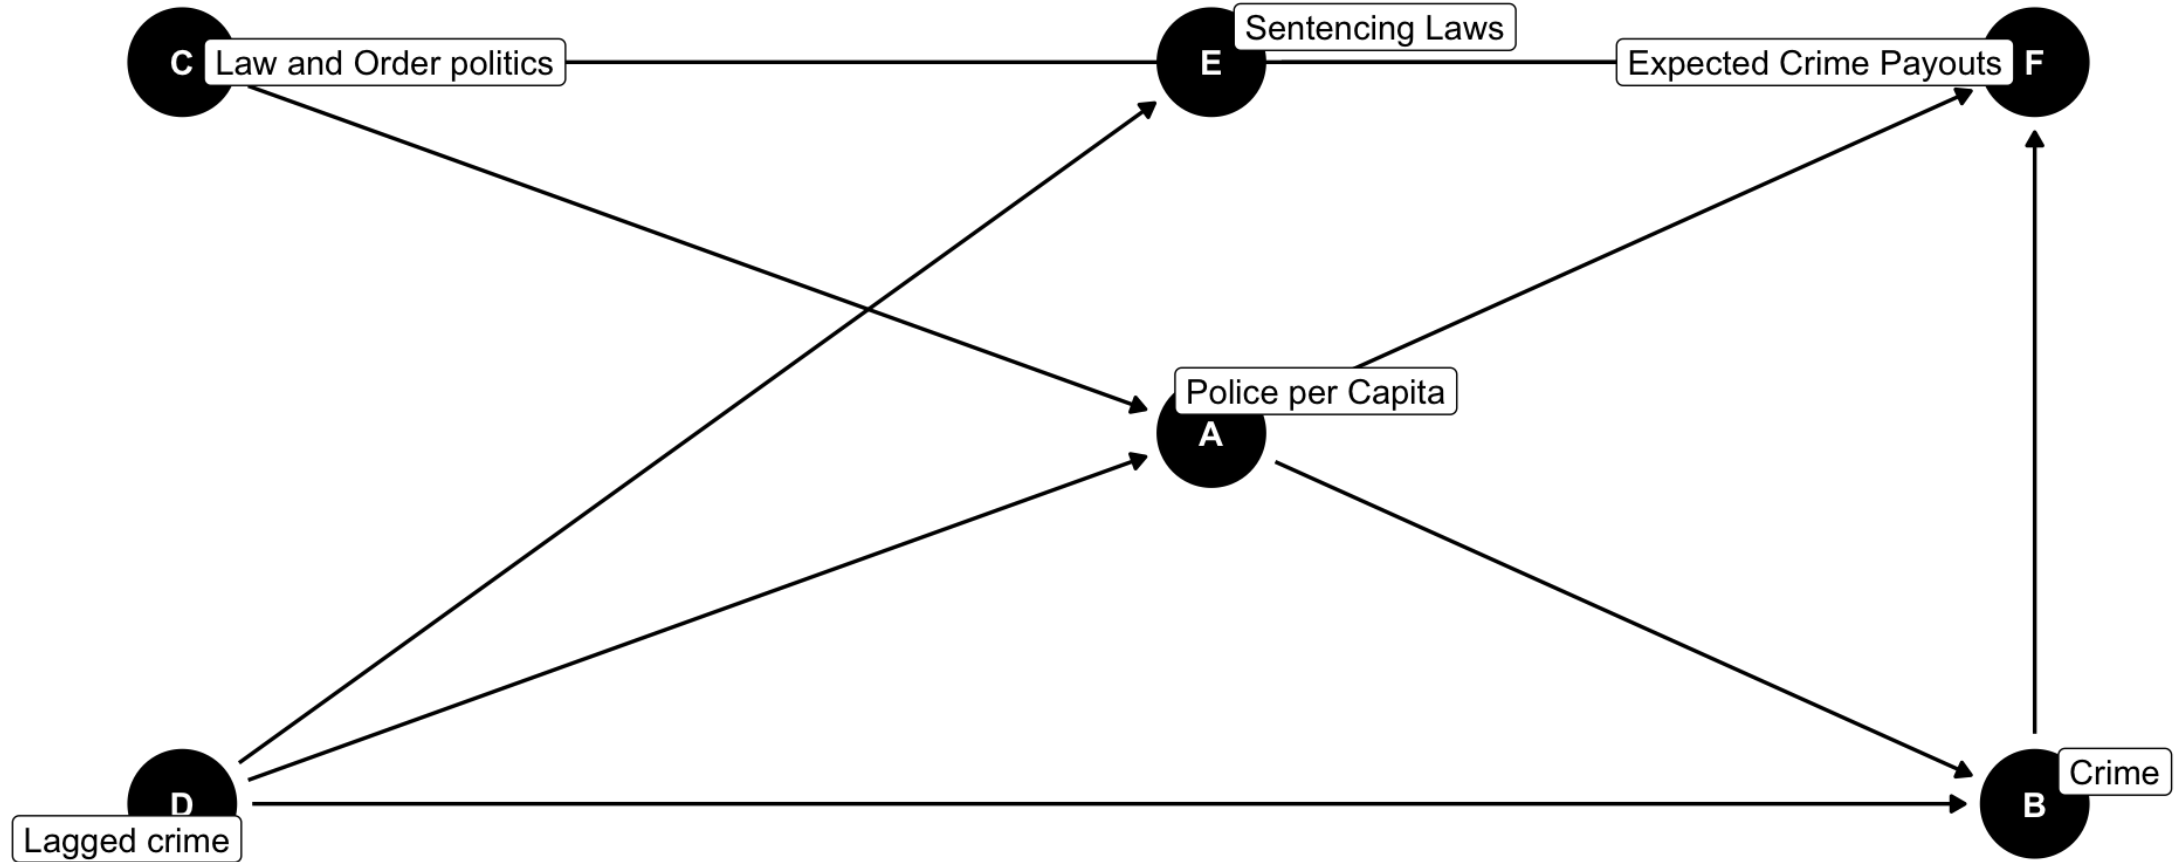 C
Law and Order politics
E
Sentencing Laws
Expected Crime Payouts
F
Police per Capita
A
D
Lagged crime
B
Crime